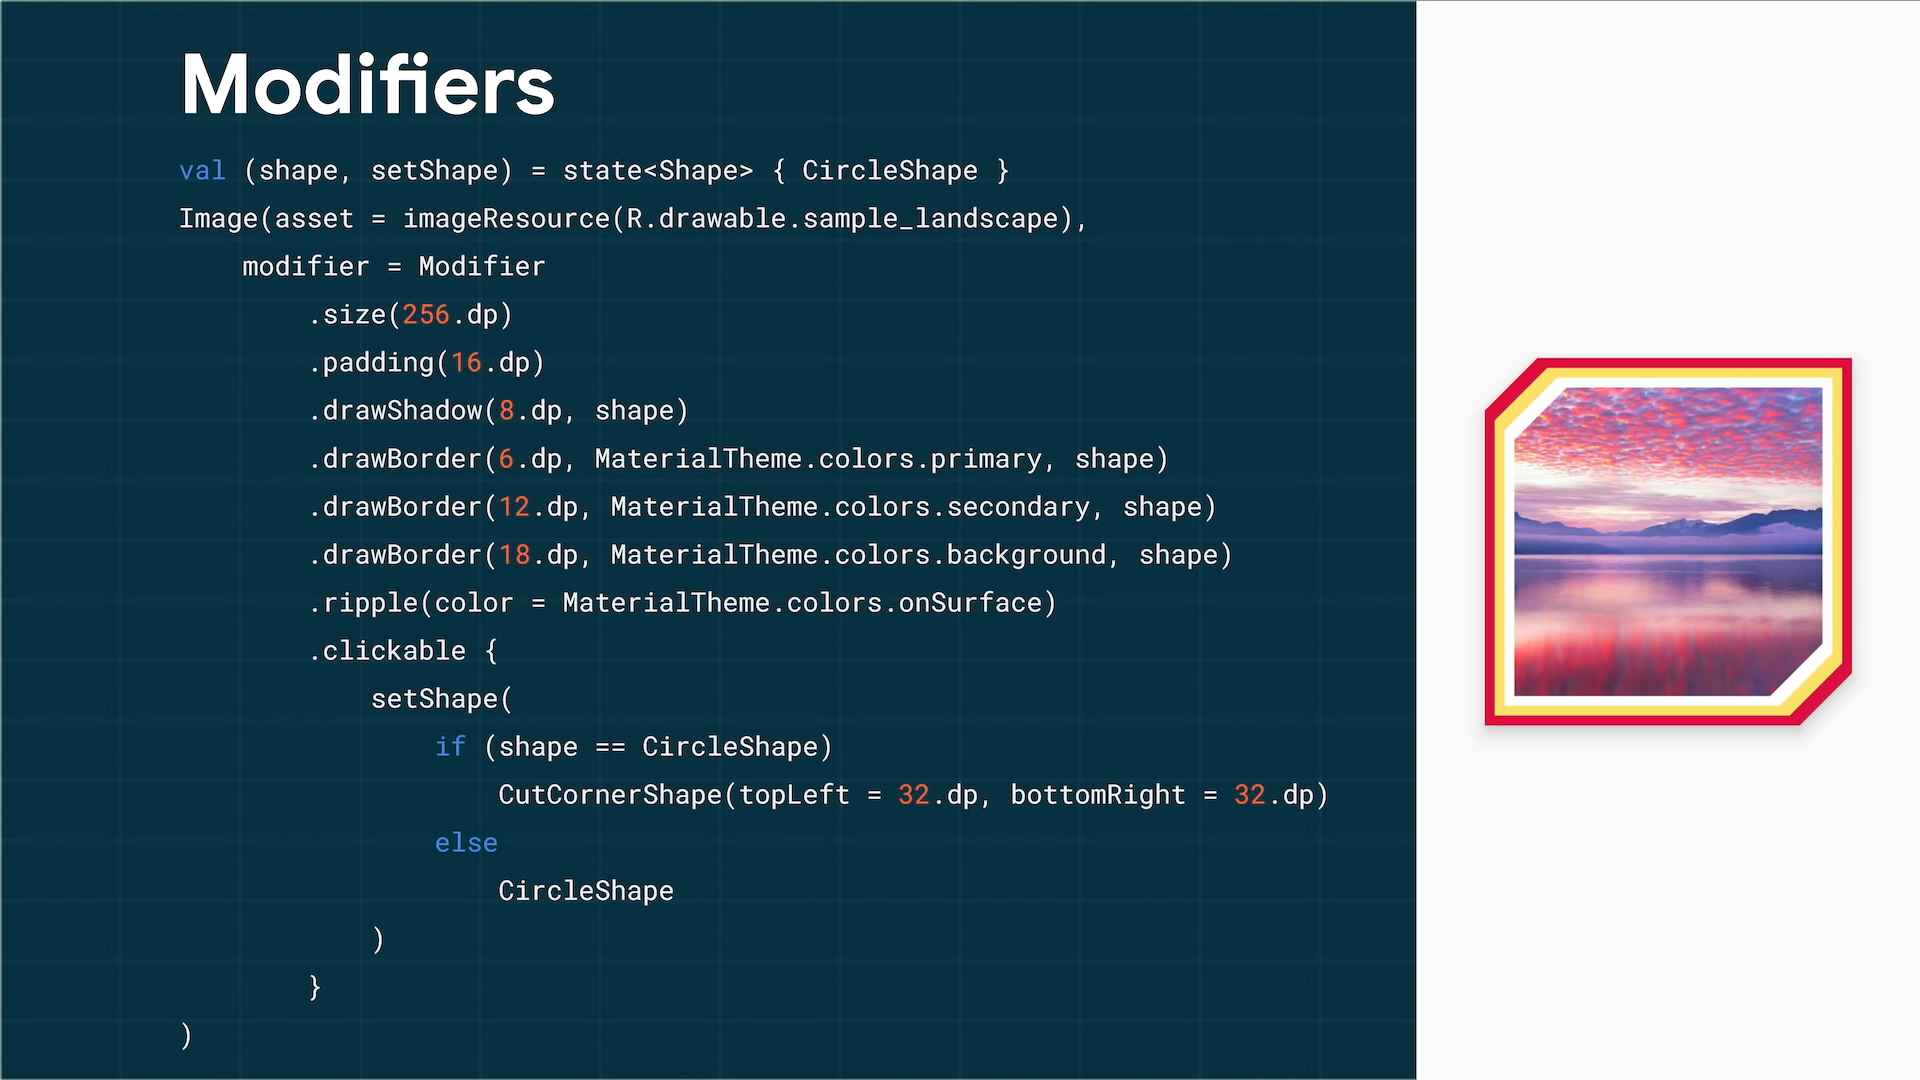 Modifiers
val (shape, setShape) = state<Shape> { CircleShape }
Image(asset = imageResource(R.drawable.sample_landscape),
    modifier = Modifier
        .size(256.dp)
        .padding(16.dp)
        .drawShadow(8.dp, shape)
        .drawBorder(6.dp, MaterialTheme.colors.primary, shape)
        .drawBorder(12.dp, MaterialTheme.colors.secondary, shape)
        .drawBorder(18.dp, MaterialTheme.colors.background, shape)
        .ripple(color = MaterialTheme.colors.onSurface)
        .clickable {
            setShape(
                if (shape == CircleShape)
                    CutCornerShape(topLeft = 32.dp, bottomRight = 32.dp)
                else
                    CircleShape
            )
        }
)